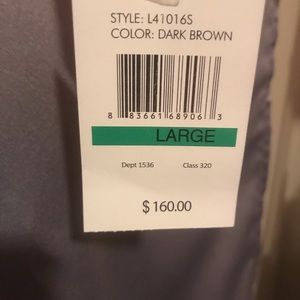 STYLE: L41016S
COLOR: DARK BROWN
8 83661 68906 3
LARGE
Dept 1536 Class 320
$160.00